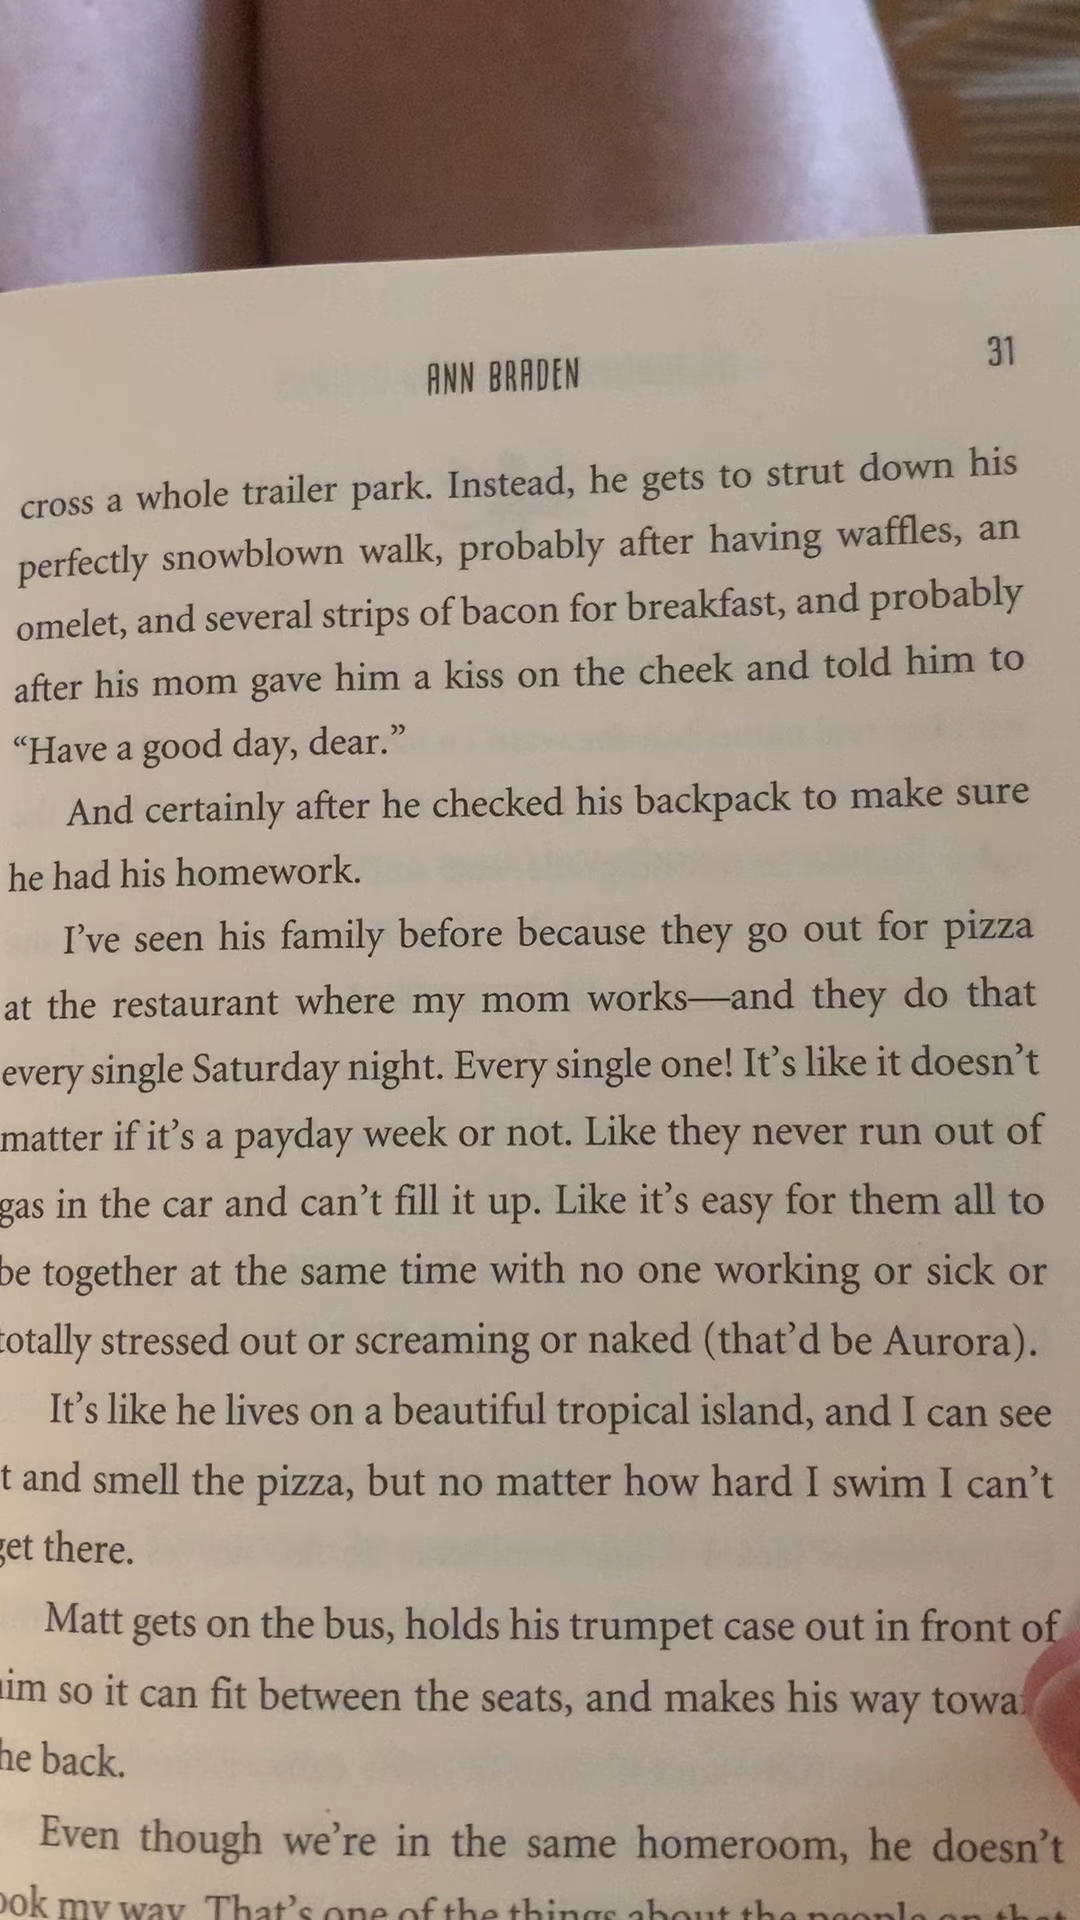 ANN BRADEN 31
cross a whole trailer park. Instead, he gets to strut down his
perfectly snowblown walk, probably after having waffles, an
omelet, and several strips of bacon for breakfast, and probably
after his mom gave him a kiss on the cheek and told him to
“Have a good day, dear.”
And certainly after he checked his backpack to make sure
he had his homework.
I’ve seen his family before because they go out for pizza
at the restaurant where my mom works—and they do that
every single Saturday night. Every single one! It’s like it doesn’t
matter if it’s a payday week or not. Like they never run out of
gas in the car and can’t fill it up. Like it’s easy for them all to
be together at the same time with no one working or sick or
totally stressed out or screaming or naked (that’d be Aurora).
It’s like he lives on a beautiful tropical island, and I can see
t and smell the pizza, but no matter how hard I swim I can’t
get there.
Matt gets on the bus, holds his trumpet case out in front of
im so it can fit between the seats, and makes his way towa
he back.
Even though we’re in the same homeroom, he doesn’t
ook my way. That’s one of the things about the people on that